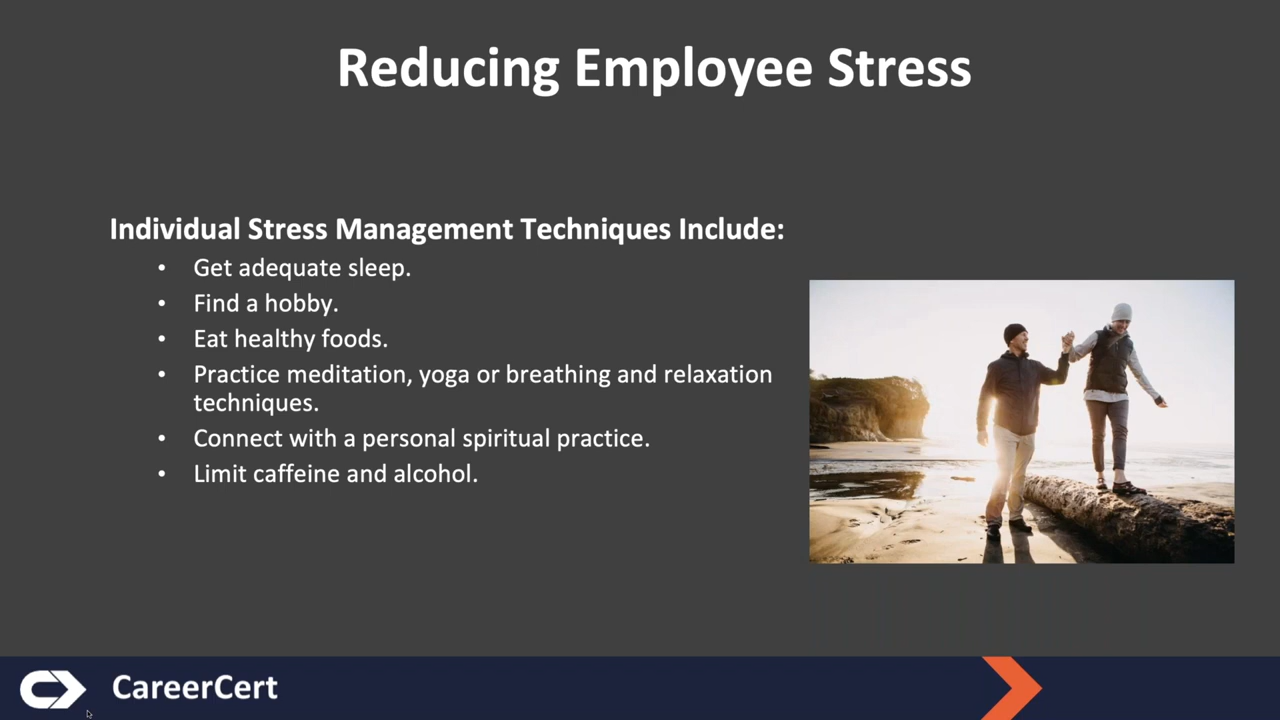 Reducing Employee Stress
Individual Stress Management Techniques Include:
• Get adequate sleep.
• Find a hobby.
• Eat healthy foods.
• Practice meditation, yoga or breathing and relaxation
techniques.
• Connect with a personal spiritual practice.
• Limit caffeine and alcohol.
CareerCert